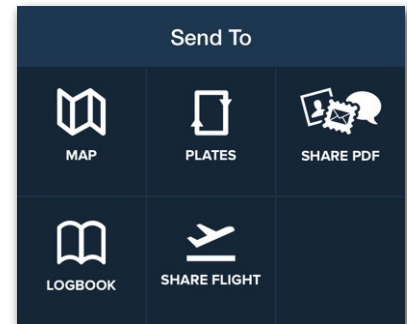 Send To
MAP
PLATES
SHARE PDF
LOGBOOK
SHARE FLIGHT